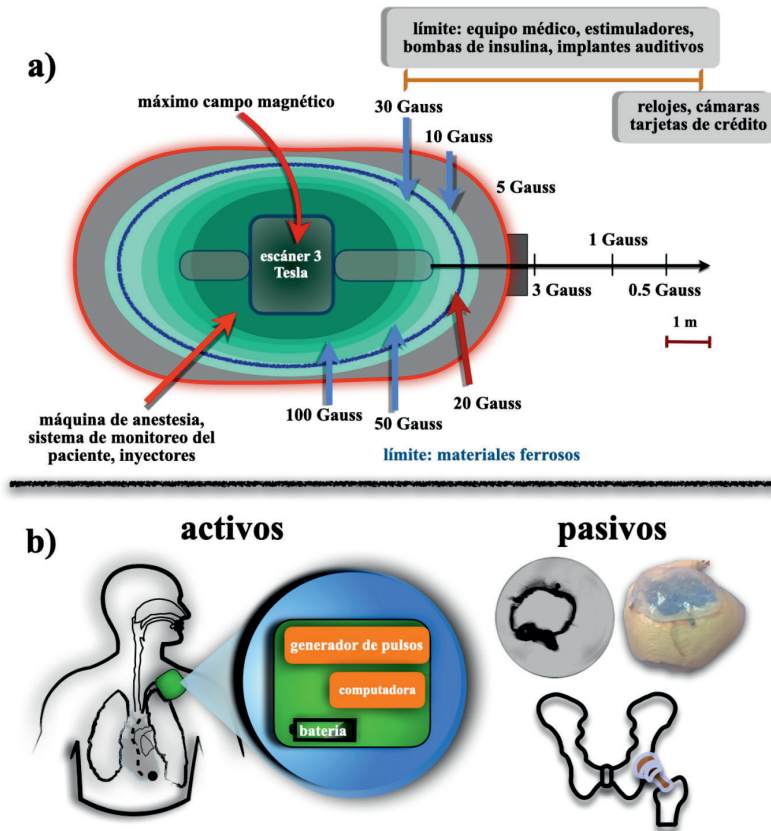 límite: equipo médico, estimuladores,
bombas de insulina, implantes auditivos
a)
máximo campo magnético
30 Gauss
relojes, cámaras
tarjetas de crédito
10 Gauss
5 Gauss
escáner 3
Tesla
1 Gauss
3 Gauss
0.5 Gauss
1 m
máquina de anestesia,
sistema de monitoreo del
paciente, inyectores
100 Gauss
50 Gauss
20 Gauss
límite: materiales ferrosos
b)
activos
pasivos
generador de pulsos
computadora
batería